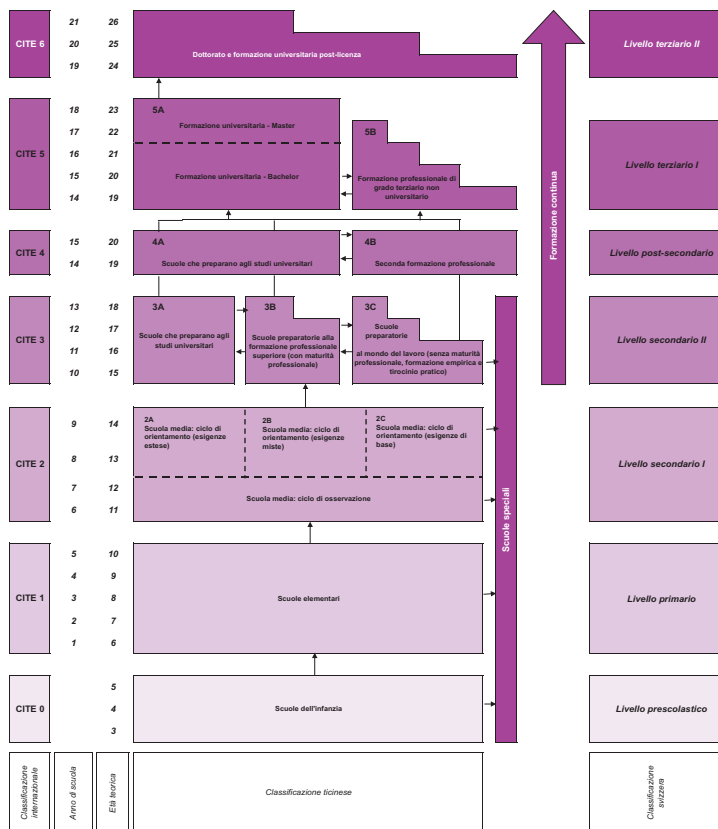 21 26
CITE 6
20 25
19 24
Dottorato e formazione universitaria post-licenza
Livello terziario II
18 23
17 22
CITE 5
16 21
15 20
14 19
5A
Formazione universitaria - Master
Formazione universitaria - Bachelor
5B
Formazione professionale di
grado terziario non
universitario
Livello terziario I
CITE 4
15 20
14 19
4A
Scuole che preparano agli studi universitari
4B
Seconda formazione professionale
Livello post-secondario
Formazione continua
CITE 3
13 18
12 17
11 16
10 15
3A
Scuole che preparano agli
studi universitari
3B
Scuole preparatorie alla
formazione professionale
superiore (con maturità
professionale)
3C
Scuole
preparatorie
al mondo del lavoro (senza maturità
professionale, formazione empirica e
tirocinio pratico)
Livello secondario II
CITE 2
9 14
8 13
7 12
6 11
2A
Scuola media: ciclo di
orientamento (esigenze
estese)
2B
Scuola media: ciclo di
orientamento (esigenze
miste)
2C
Scuola media: ciclo di
orientamento (esigenze di
base)
Scuola media: ciclo di osservazione
Livello secondario I
Scuole speciali
CITE 1
5 10
4 9
3 8
2 7
1 6
Scuole elementari
Livello primario
CITE 0
5
4
3
Scuole dell'infanzia
Livello prescolastico
Classificazione
internazionale
Anno di scuola
Età teorica
Classificazione ticinese
Classificazione
svizzera